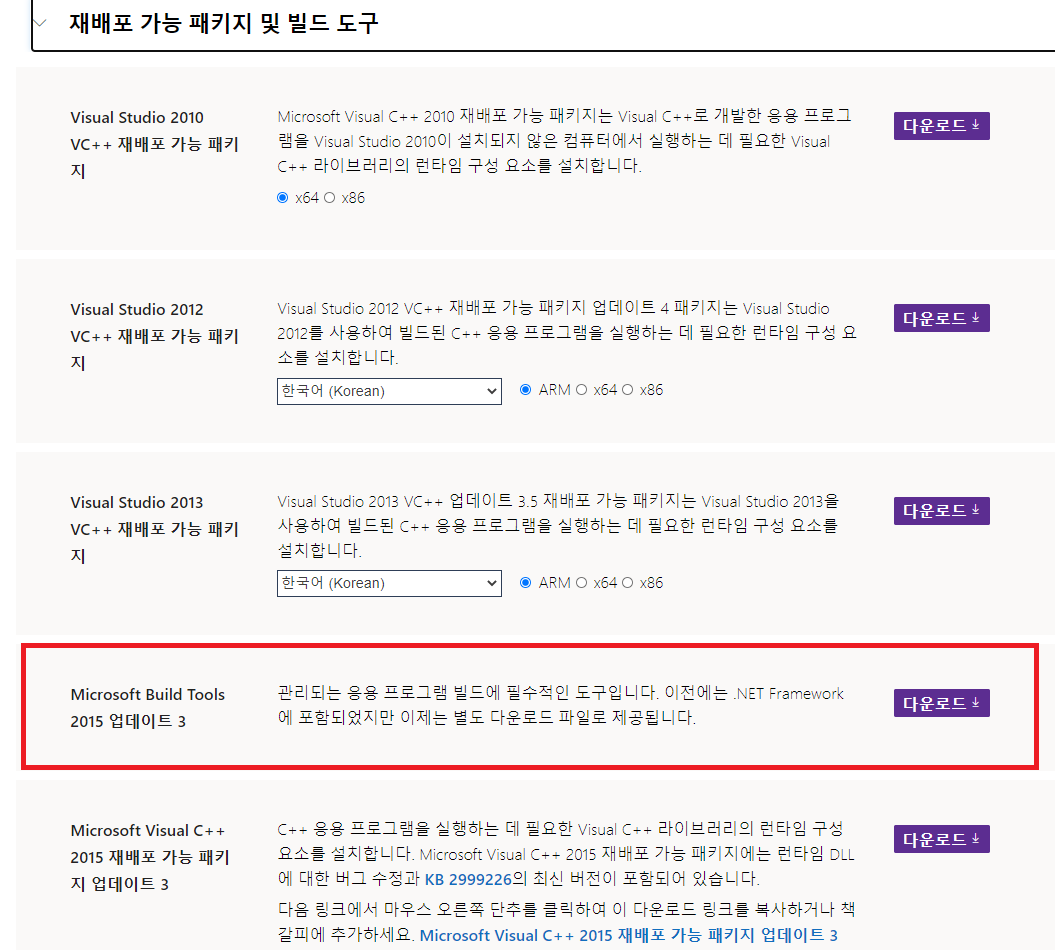 재배포 가능 패키지 및 빌드 도구
Visual Studio 2010
VC++ 재배포 가능 패키
지
Microsoft Visual C++ 2010 재배포 가능 패키지는 Visual C++로 개발한 응용 프로그
램을 Visual Studio 2010이 설치되지 않은 컴퓨터에서 실행하는 데 필요한 Visual
C++ 라이브러리의 런타임 구성 요소를 설치합니다.
x64 x86
다운로드
Visual Studio 2012
VC++ 재배포 가능 패키
지
Visual Studio 2012 VC++ 재배포 가능 패키지 업데이트 4 패키지는 Visual Studio
2012를 사용하여 빌드된 C++ 응용 프로그램을 실행하는 데 필요한 런타임 구성 요
소를 설치합니다.
한국어 (Korean) ARM x64 x86
다운로드
Visual Studio 2013
VC++ 재배포 가능 패키
지
Visual Studio 2013 VC++ 업데이트 3.5 재배포 가능 패키지는 Visual Studio 2013을
사용하여 빌드된 C++ 응용 프로그램을 실행하는 데 필요한 런타임 구성 요소를
설치합니다.
한국어 (Korean) ARM x64 x86
다운로드
Microsoft Build Tools
2015 업데이트 3
관리되는 응용 프로그램 빌드에 필수적인 도구입니다. 이전에는 .NET Framework
에 포함되었지만 이제는 별도 다운로드 파일로 제공됩니다.
다운로드
Microsoft Visual C++
2015 재배포 가능 패키
지 업데이트 3
C++ 응용 프로그램을 실행하는 데 필요한 Visual C++ 라이브러리의 런타임 구성
요소를 설치합니다. Microsoft Visual C++ 2015 재배포 가능 패키지에는 런타임 DLL
에 대한 버그 수정과 KB 2999226의 최신 버전이 포함되어 있습니다.
다음 링크에서 마우스 오른쪽 단추를 클릭하여 이 다운로드 링크를 복사하거나 책
갈피에 추가하세요. Microsoft Visual C++ 2015 재배포 가능 패키지 업데이트 3
다운로드